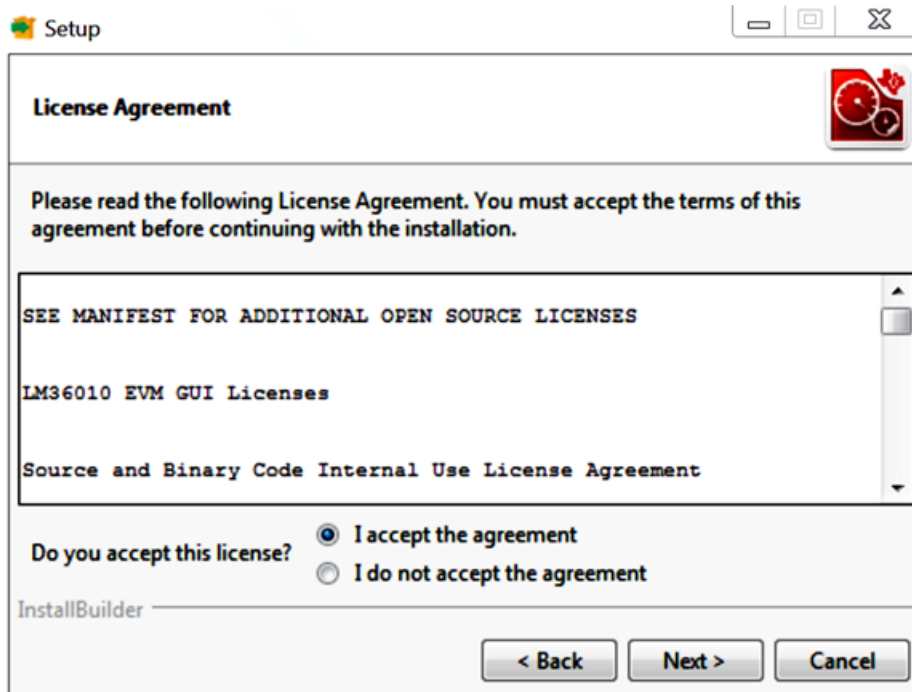 Setup
License Agreement
Please read the following License Agreement. You must accept the terms of this
agreement before continuing with the installation.
SEE MANIFEST FOR ADDITIONAL OPEN SOURCE LICENSES
LM36010 EVM GUI Licenses
Source and Binary Code Internal Use License Agreement
Do you accept this license?
I accept the agreement
I do not accept the agreement
InstallBuilder
< Back
Next >
Cancel